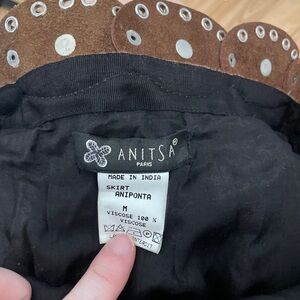 ANITSA
PARIS
MADE IN INDIA
SKIRT
ANIPONTA
M
VISCOSE 100 %
VISCOSE